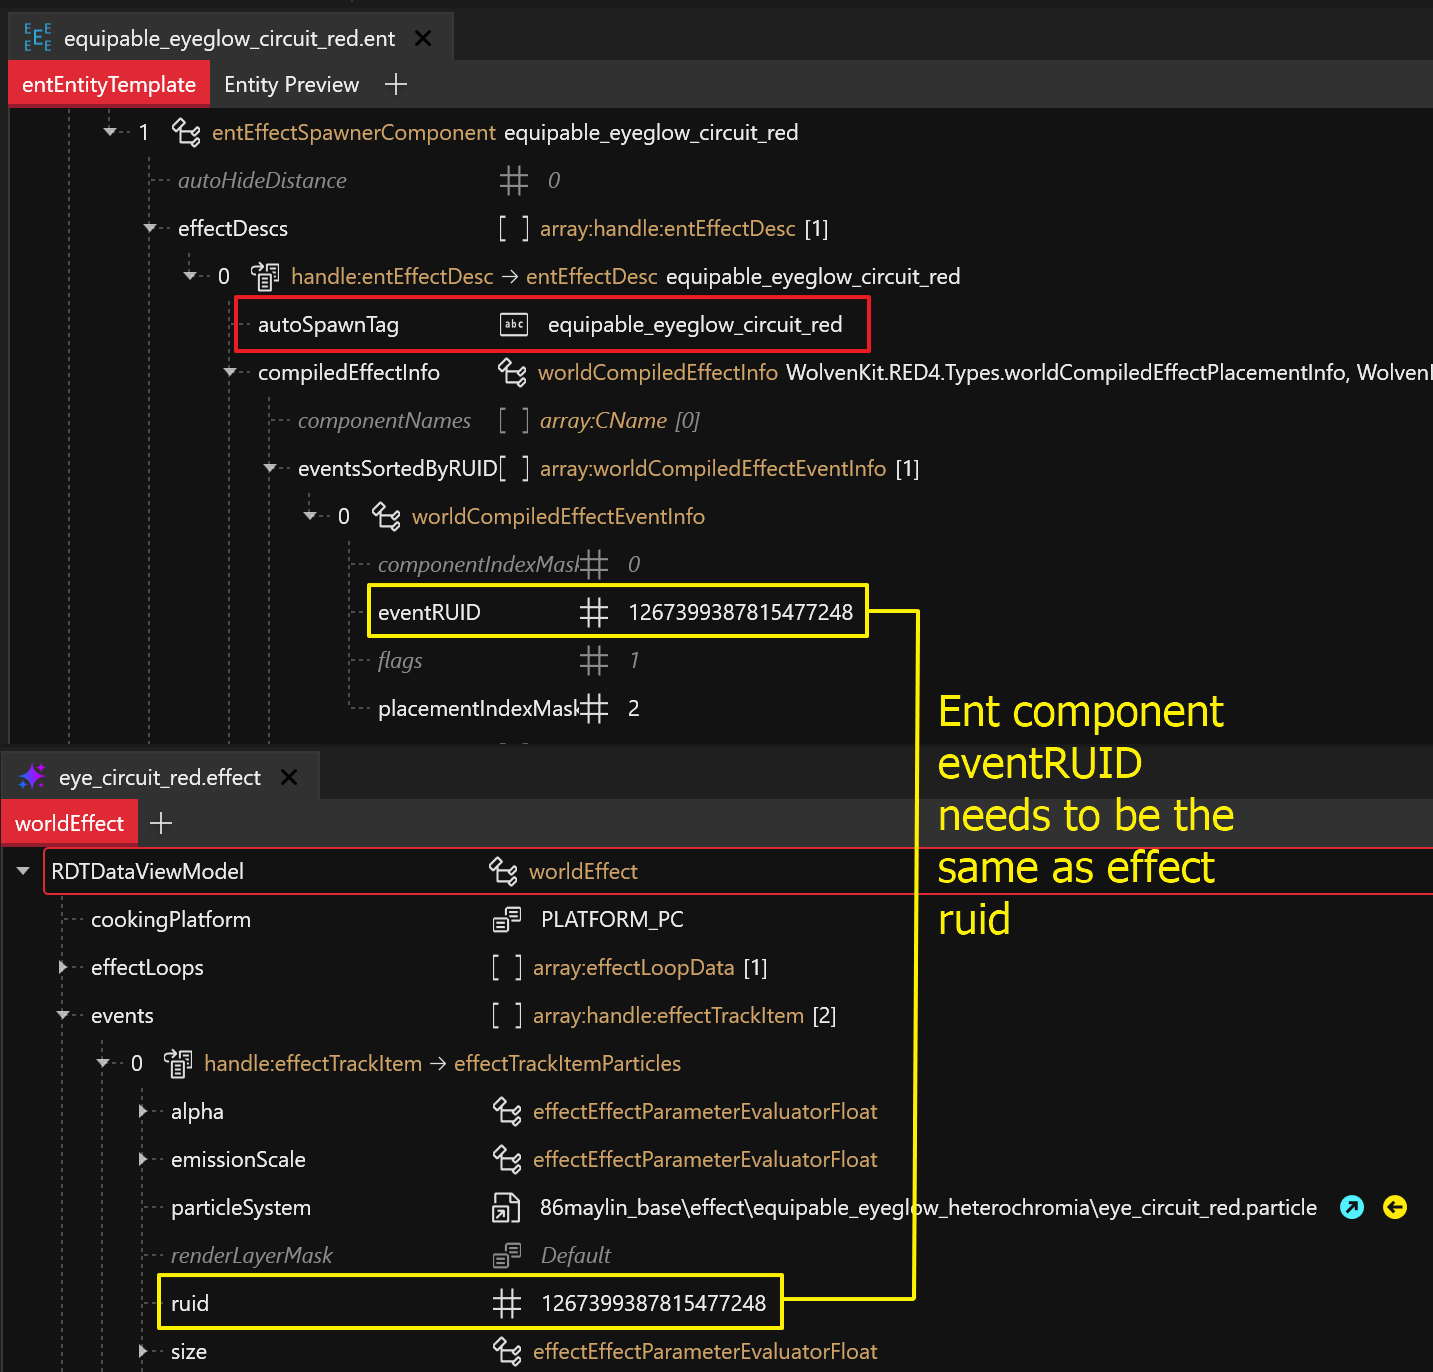 equipable_eyeglow_circuit_red.ent
entEntityTemplate Entity Preview
1 entEffectSpawnerComponent equipable_eyeglow_circuit_red
autoHideDistance 0
effectDescs array:handle:entEffectDesc [1]
0 handle:entEffectDesc → entEffectDesc equipable_eyeglow_circuit_red
autoSpawnTag abc equipable_eyeglow_circuit_red
compiledEffectInfo worldCompiledEffectInfo WolvenKit.RED4.Types.worldCompiledEffectPlacementInfo, Wolven
componentNames array:CName [0]
eventsSortedByRUID array:worldCompiledEffectEventInfo [1]
0 worldCompiledEffectEventInfo
componentIndexMask 0
eventRUID 1267399387815477248
flags 1
placementIndexMask 2
Ent component
eventRUID
needs to be the
same as effect
ruid
eye_circuit_red.effect
worldEffect
RDTDataViewModel worldEffect
cookingPlatform PLATFORM_PC
effectLoops array:effectLoopData [1]
events array:handle:effectTrackItem [2]
0 handle:effectTrackItem → effectTrackItemParticles
alpha effectEffectParameterEvaluatorFloat
emissionScale effectEffectParameterEvaluatorFloat
particleSystem 86maylin_base\effect\equipable_eyeglow_heterochromia\eye_circuit_red.particle
renderLayerMask Default
ruid 1267399387815477248
size effectEffectParameterEvaluatorFloat